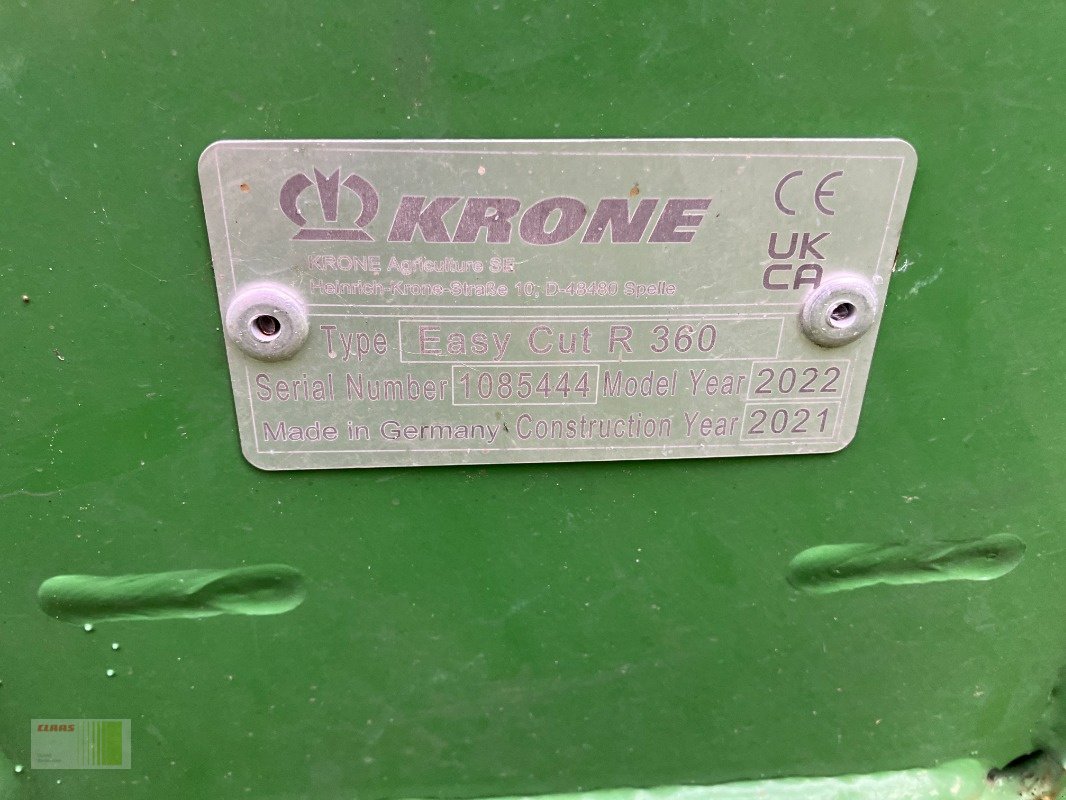 KRONE
CE
UK
CA
KRONE Agriculture SE
Heinrich-Krone-Straße 10; D-48480 Spelle
Type Easy Cut R 360
Serial Number 1085444 Model Year 2022
Made in Germany Construction Year 2021
CLAAS